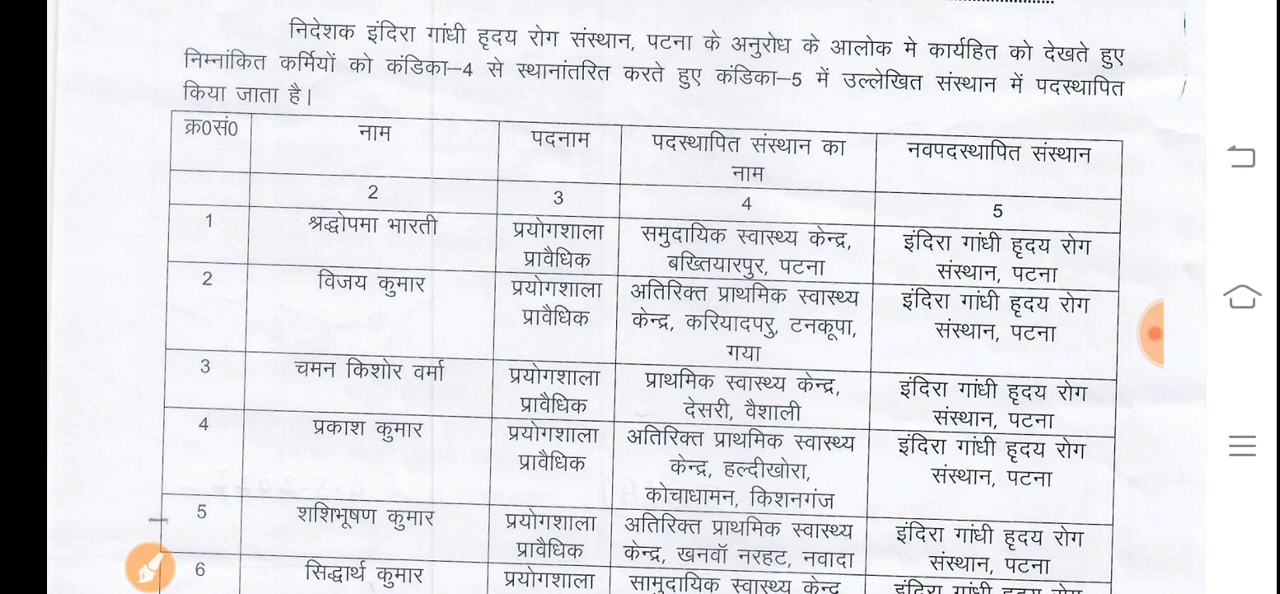 निदेशक इंदिरा गांधी हृदय रोग संस्थान, पटना के अनुरोध के आलोक मे कार्यहित को देखते हुए
निम्नांकित कर्मियों को कंडिका–4 से स्थानांतरित करते हुए कंडिका–5 में उल्लेखित संस्थान में पदस्थापित
किया जाता है।
क्र0सं0 नाम पदनाम पदस्थापित संस्थान का नवपदस्थापित संस्थान
नाम
2 3 4 5
1 श्रद्धोपमा भारती प्रयोगशाला समुदायिक स्वास्थ्य केन्द्र, इंदिरा गांधी हृदय रोग
प्रावैधिक बख्तियारपुर, पटना संस्थान, पटना
2 विजय कुमार प्रयोगशाला अतिरिक्त प्राथमिक स्वास्थ्य इंदिरा गांधी हृदय रोग
प्रावैधिक केन्द्र, करियादपरु, टनकूपा, संस्थान, पटना
गया
3 चमन किशोर वर्मा प्रयोगशाला प्राथमिक स्वास्थ्य केन्द्र, इंदिरा गांधी हृदय रोग
प्रावैधिक देसरी, वैशाली संस्थान, पटना
4 प्रकाश कुमार प्रयोगशाला अतिरिक्त प्राथमिक स्वास्थ्य इंदिरा गांधी हृदय रोग
प्रावैधिक केन्द्र, हल्दीखोरा, संस्थान, पटना
कोचाधामन, किशनगंज
5 शशिभूषण कुमार प्रयोगशाला अतिरिक्त प्राथमिक स्वास्थ्य इंदिरा गांधी हृदय रोग
प्रावैधिक केन्द्र, खनवॉ नरहट, नवादा संस्थान, पटना
6 सिद्धार्थ कुमार प्रयोगशाला सामुदायिक स्वास्थ्य केन्द्र इंदिरा गांधी हृदय रोग